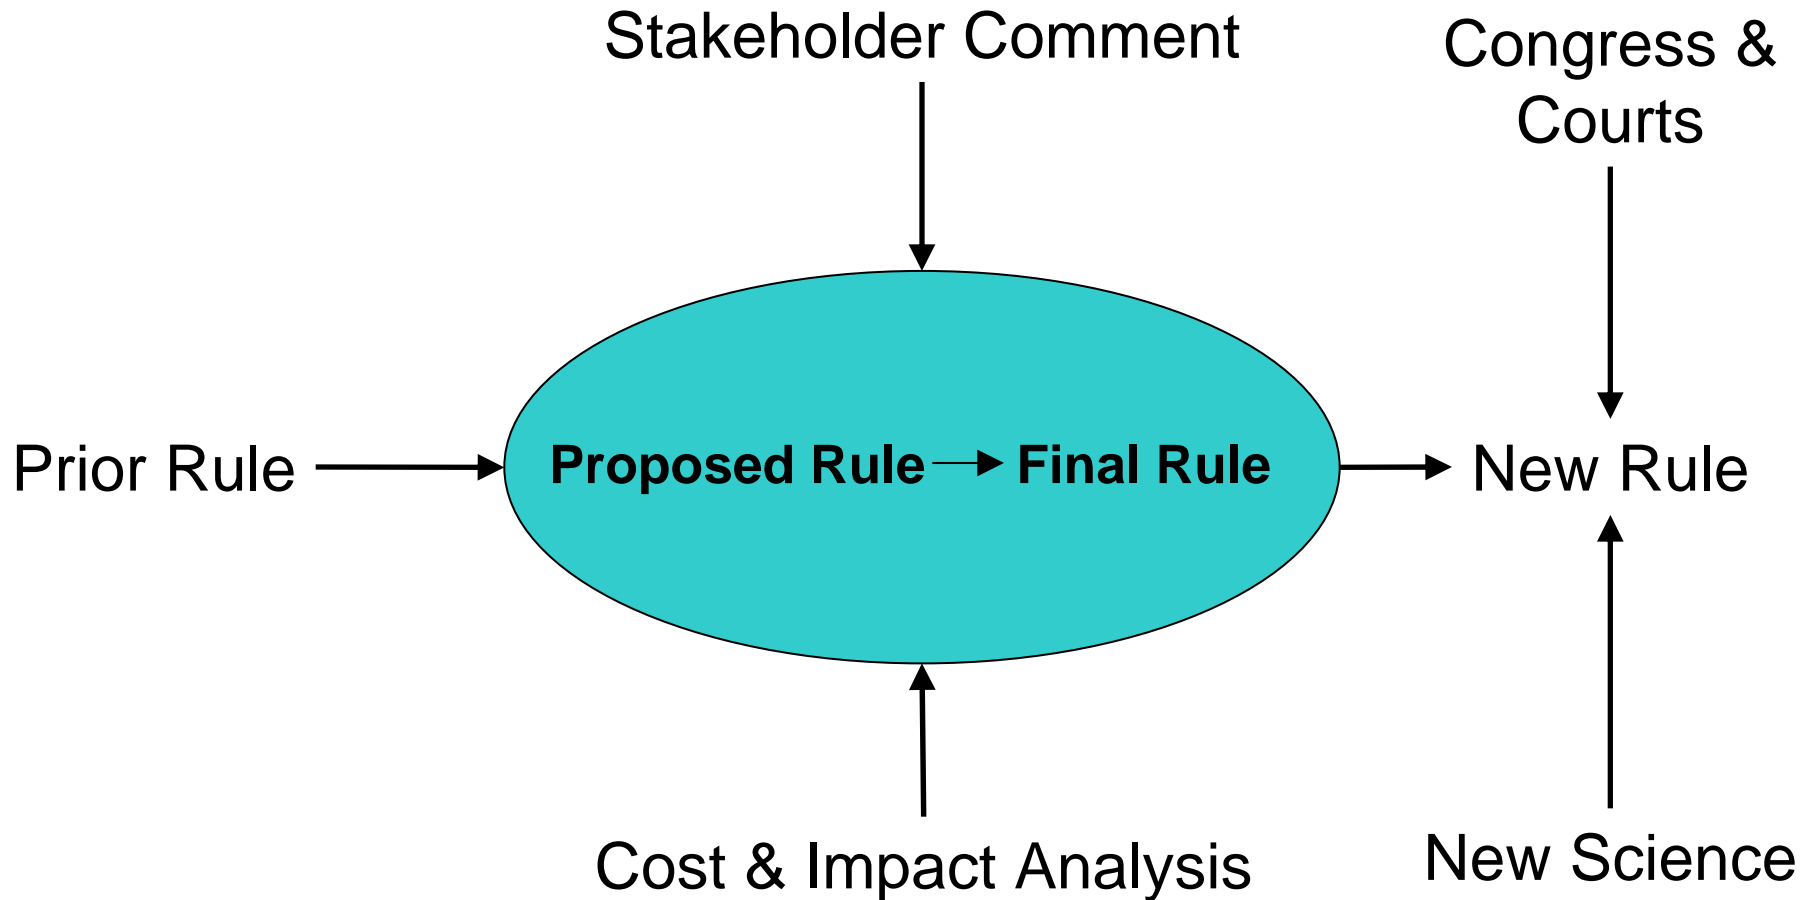 Stakeholder Comment
Congress &
Courts
Prior Rule
Proposed Rule
Final Rule
New Rule
Cost & Impact Analysis
New Science